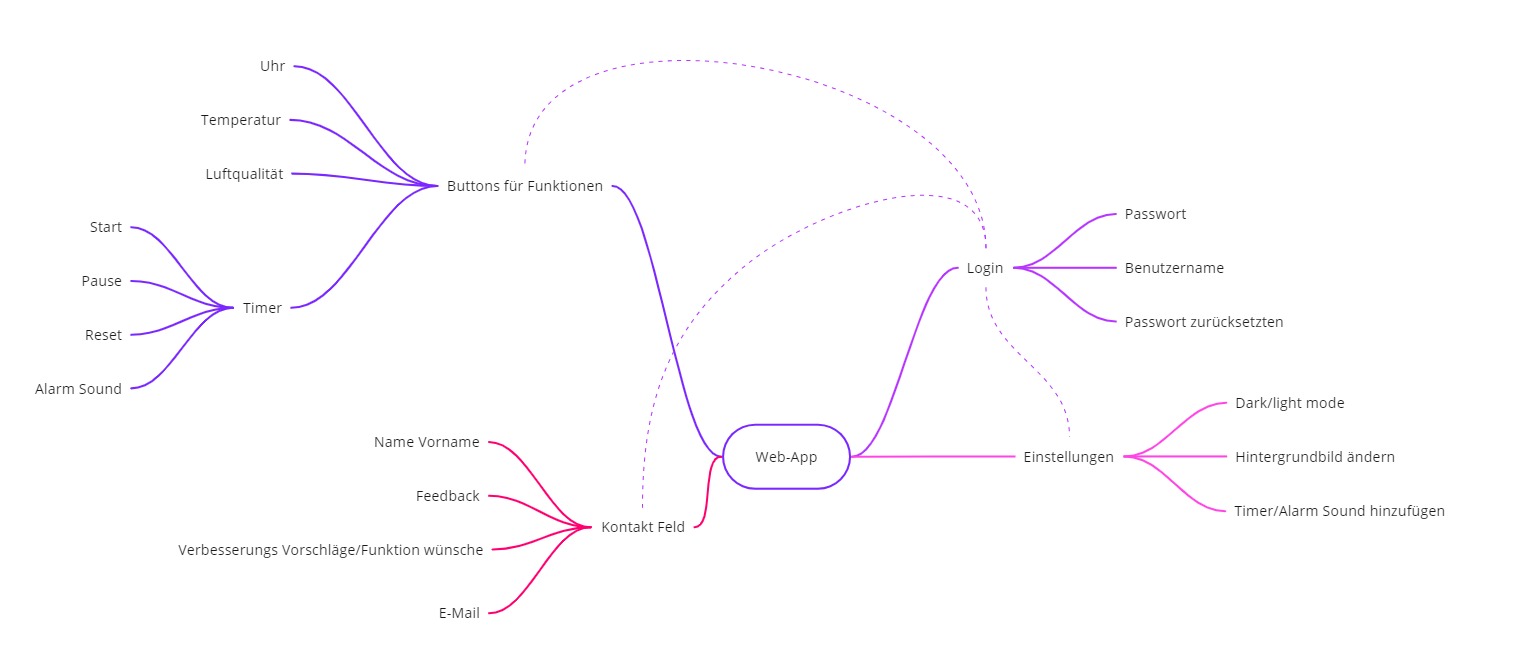 Uhr
Temperatur
Luftqualität
Buttons für Funktionen
Start
Pause
Reset
Alarm Sound
Timer
Passwort
Login
Benutzername
Passwort zurücksetzten
Dark/light mode
Name Vorname
Web-App
Einstellungen
Hintergrundbild ändern
Feedback
Timer/Alarm Sound hinzufügen
Kontakt Feld
Verbesserungs Vorschläge/Funktion wünsche
E-Mail